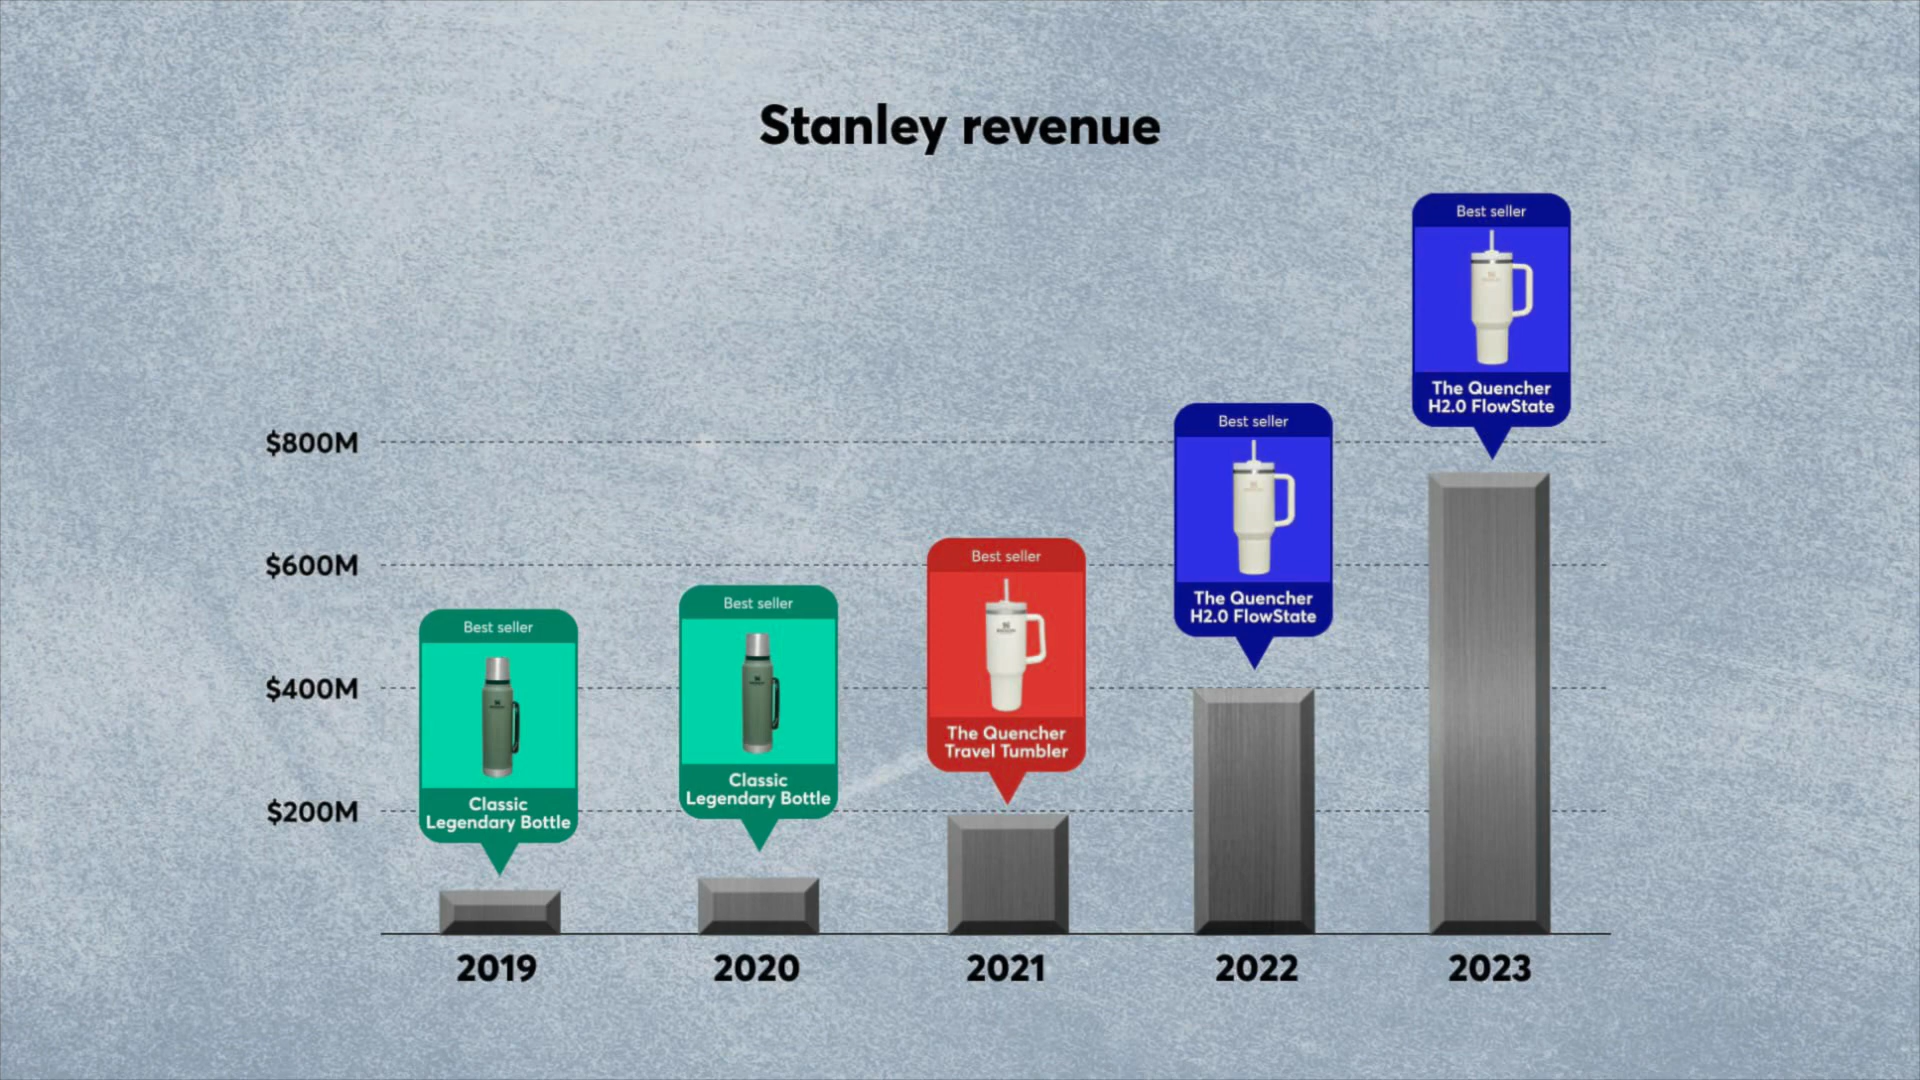 Stanley revenue
Best seller
The Quencher
H2.0 FlowState
Best seller
The Quencher
H2.0 FlowState
Best seller
The Quencher
Travel Tumbler
Best seller
Classic
Legendary Bottle
Best seller
Classic
Legendary Bottle
$800M
$600M
$400M
$200M
2019
2020
2021
2022
2023